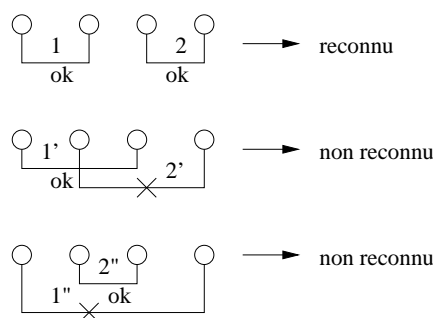 1 2 reconnu
ok ok
1' non reconnu
ok 2'
2" non reconnu
1" ok